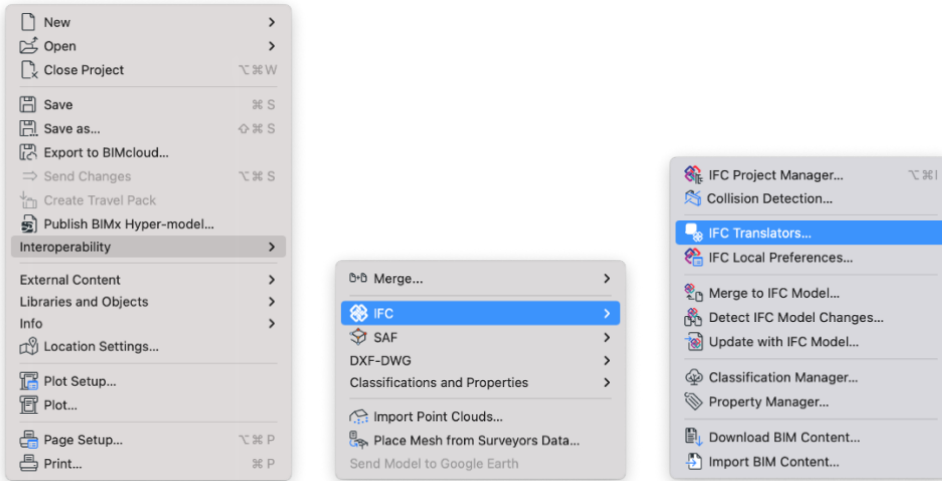 New
Open
Close Project ⌥⌘W
Save ⌘ S
Save as... ⇧⌘ S
Export to BIMcloud...
Send Changes ⌥⌘ S
Create Travel Pack
Publish BIMx Hyper-model...
Interoperability
External Content
Libraries and Objects
Info
Location Settings...
Plot Setup...
Plot...
Page Setup... ⌥⌘ P
Print... ⌘ P
Merge...
IFC
SAF
DXF-DWG
Classifications and Properties
Import Point Clouds...
Place Mesh from Surveyors Data...
Send Model to Google Earth
IFC Project Manager... ⌥⌘I
Collision Detection...
IFC Translators...
IFC Local Preferences...
Merge to IFC Model...
Detect IFC Model Changes...
Update with IFC Model...
Classification Manager...
Property Manager...
Download BIM Content...
Import BIM Content...